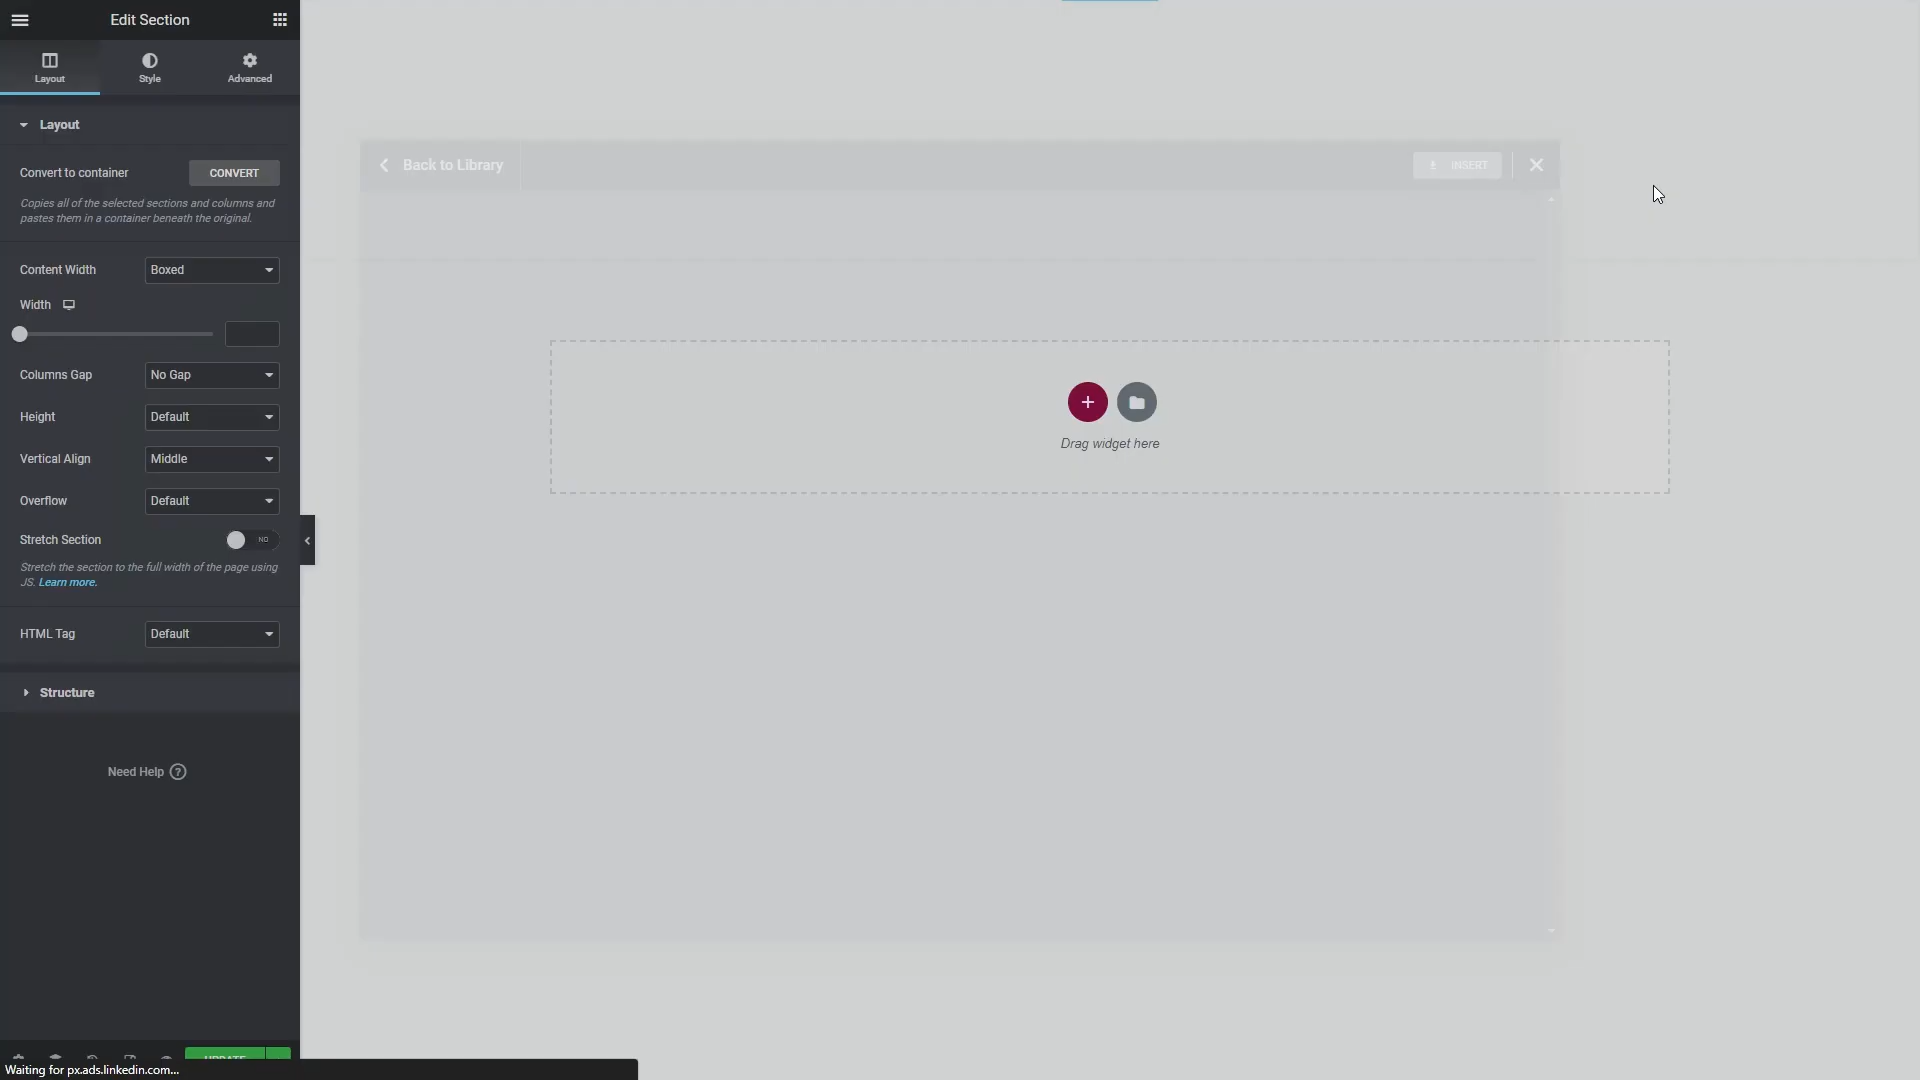 Edit Section
Layout
Style
Advanced
Layout
Convert to container
CONVERT
Copies all of the selected sections and columns and
pastes them in a container beneath the original.
Content Width
Boxed
Width
Columns Gap
No Gap
Height
Default
Vertical Align
Middle
Overflow
Default
Stretch Section
NO
Stretch the section to the full width of the page using
JS. Learn more.
HTML Tag
Default
Structure
Need Help ?
UPDATE
Waiting for px.ads.linkedin.com...
Back to Library
INSERT
Drag widget here